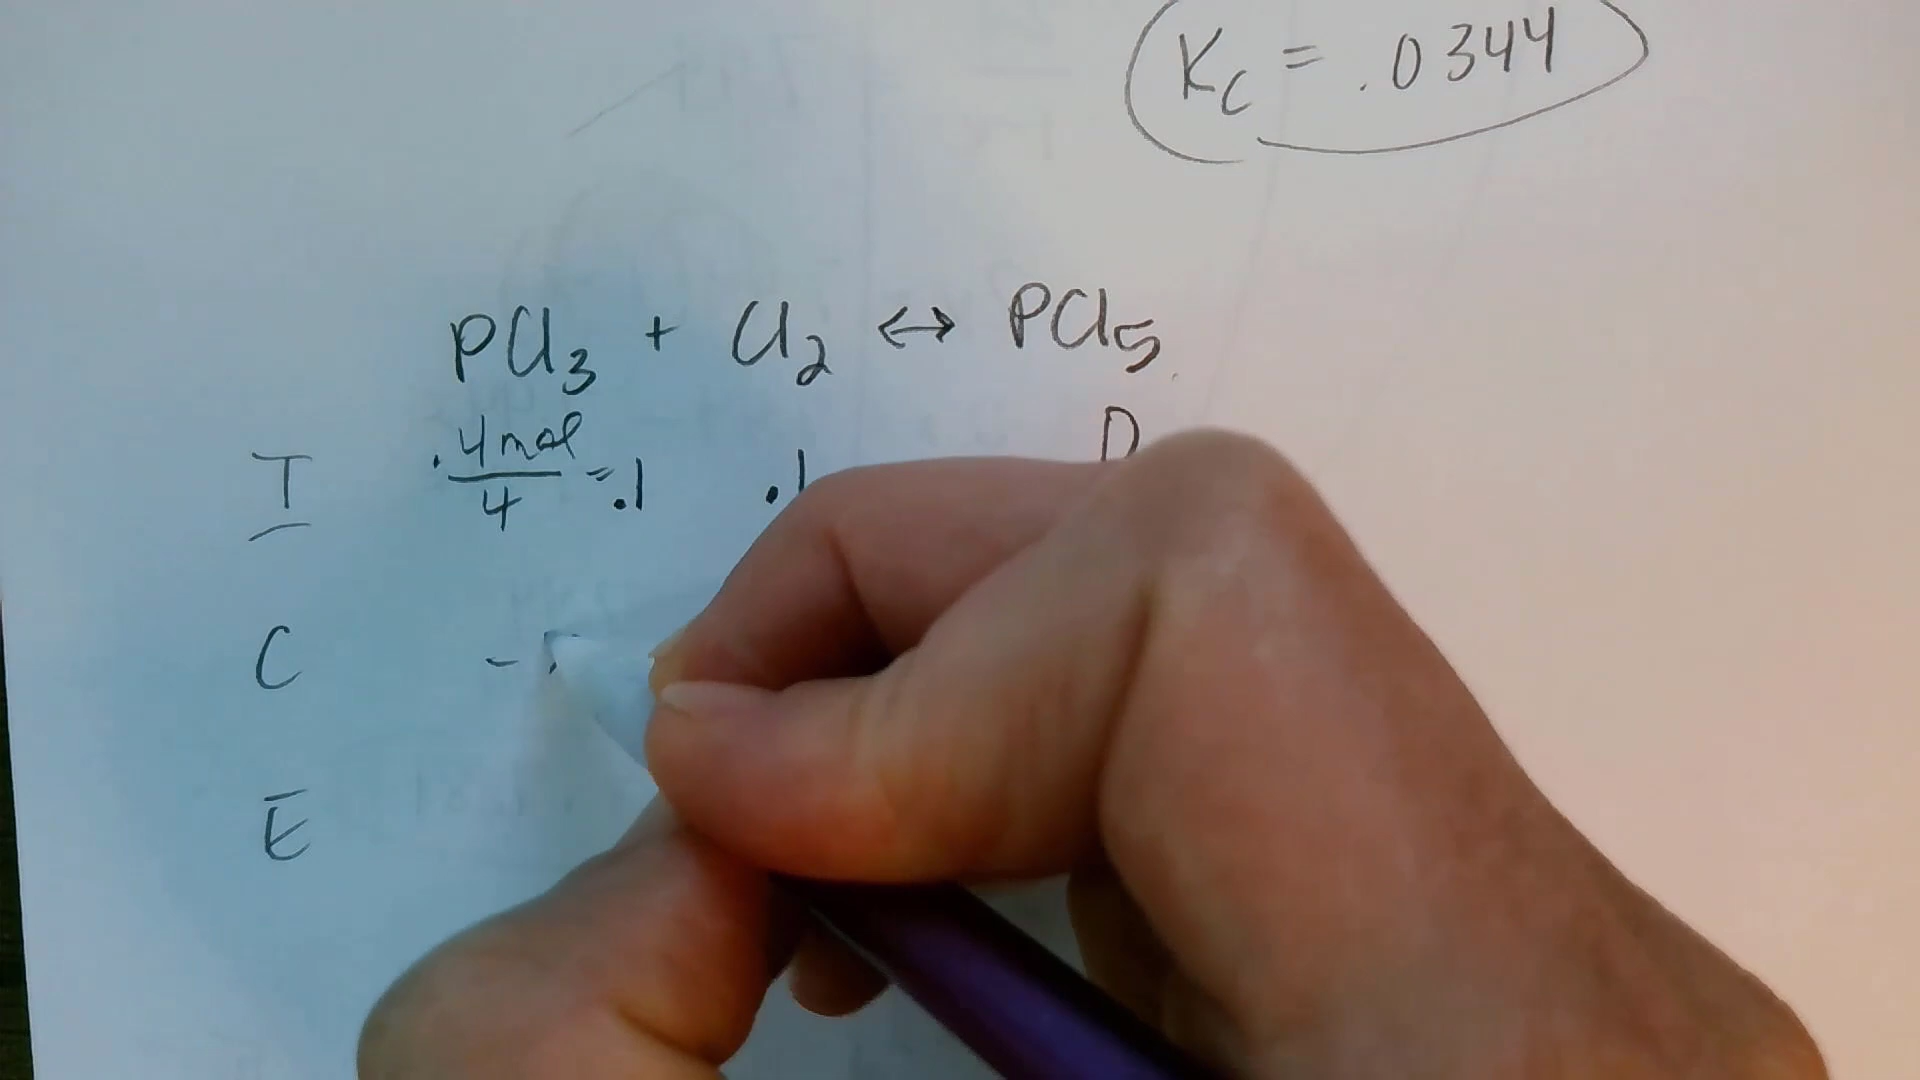 Kc = .0344
PCl3 + Cl2 ↔ PCl5
I .4mol/4 = .1 .1
C -
E